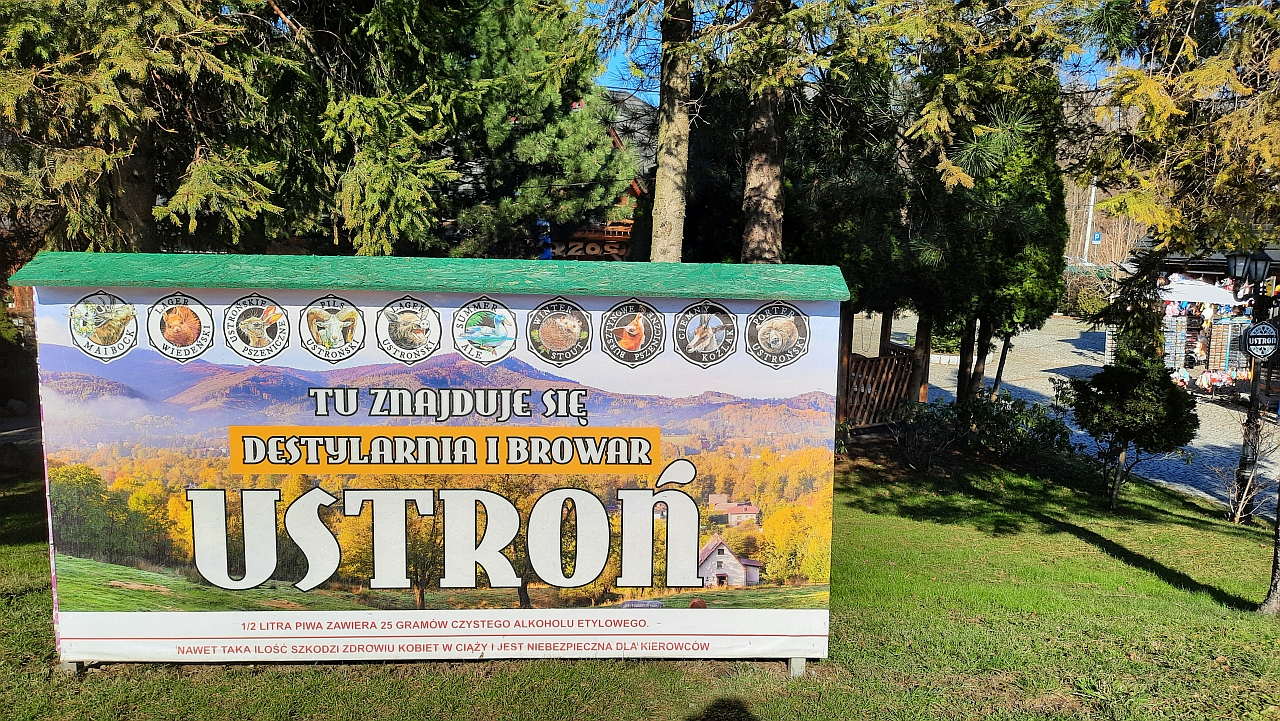 MAIBOCK
LAGER WIEDEŃSKI
USTROŃSKIE PSZENICZNE
PILS USTROŃSKI
LAGER USTROŃSKI
SUMMER ALE
WINTER STOUT
BURSZTYNOWE PSZENICZNE
CIEMNY KOŹLAK
PORTER USTROŃSKI
TU ZNAJDUJE SIĘ
DESTYLARNIA I BROWAR
USTROŃ
1/2 LITRA PIWA ZAWIERA 25 GRAMÓW CZYSTEGO ALKOHOLU ETYLOWEGO.
NAWET TAKA ILOŚĆ SZKODZI ZDROWIU KOBIET W CIĄŻY I JEST NIEBEZPIECZNA DLA KIEROWCÓW
P
USTROŃ